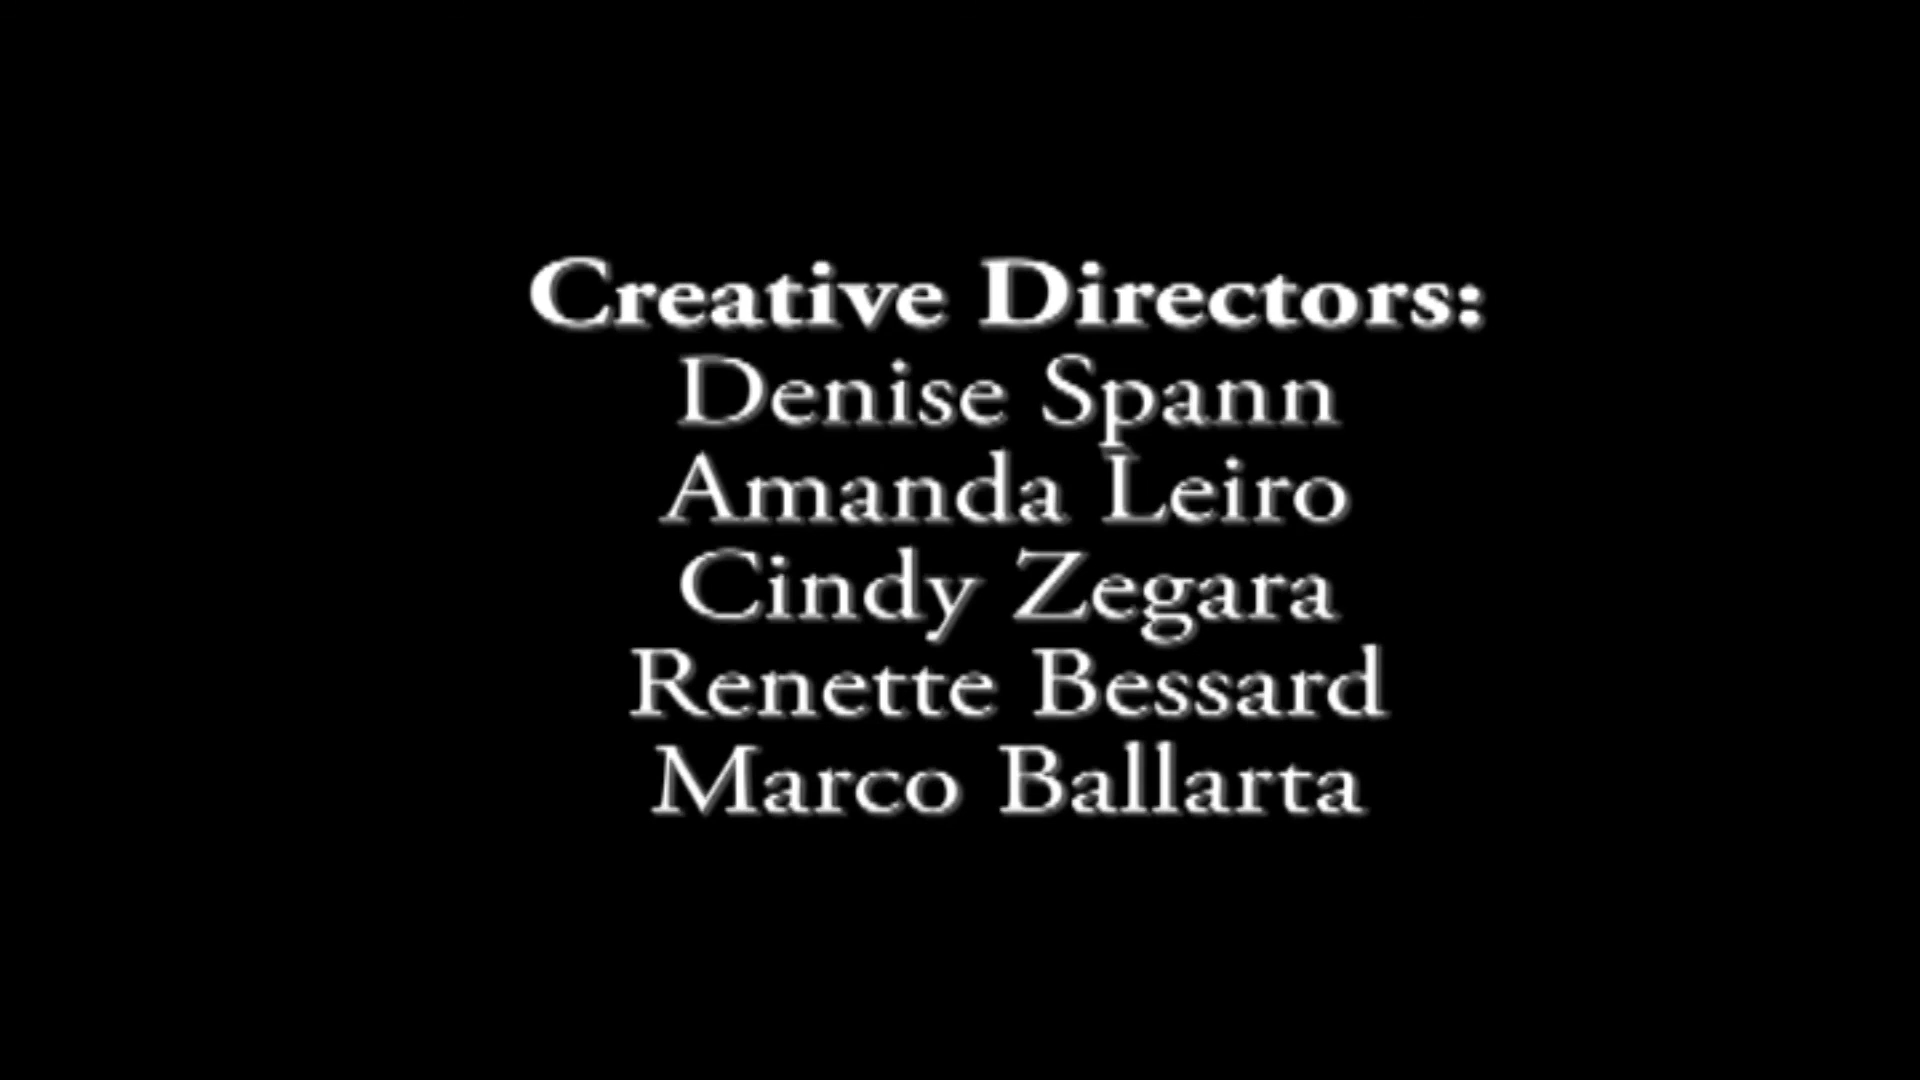 Creative Directors:
Denise Spann
Amanda Leiro
Cindy Zegara
Renette Bessard
Marco Ballarta